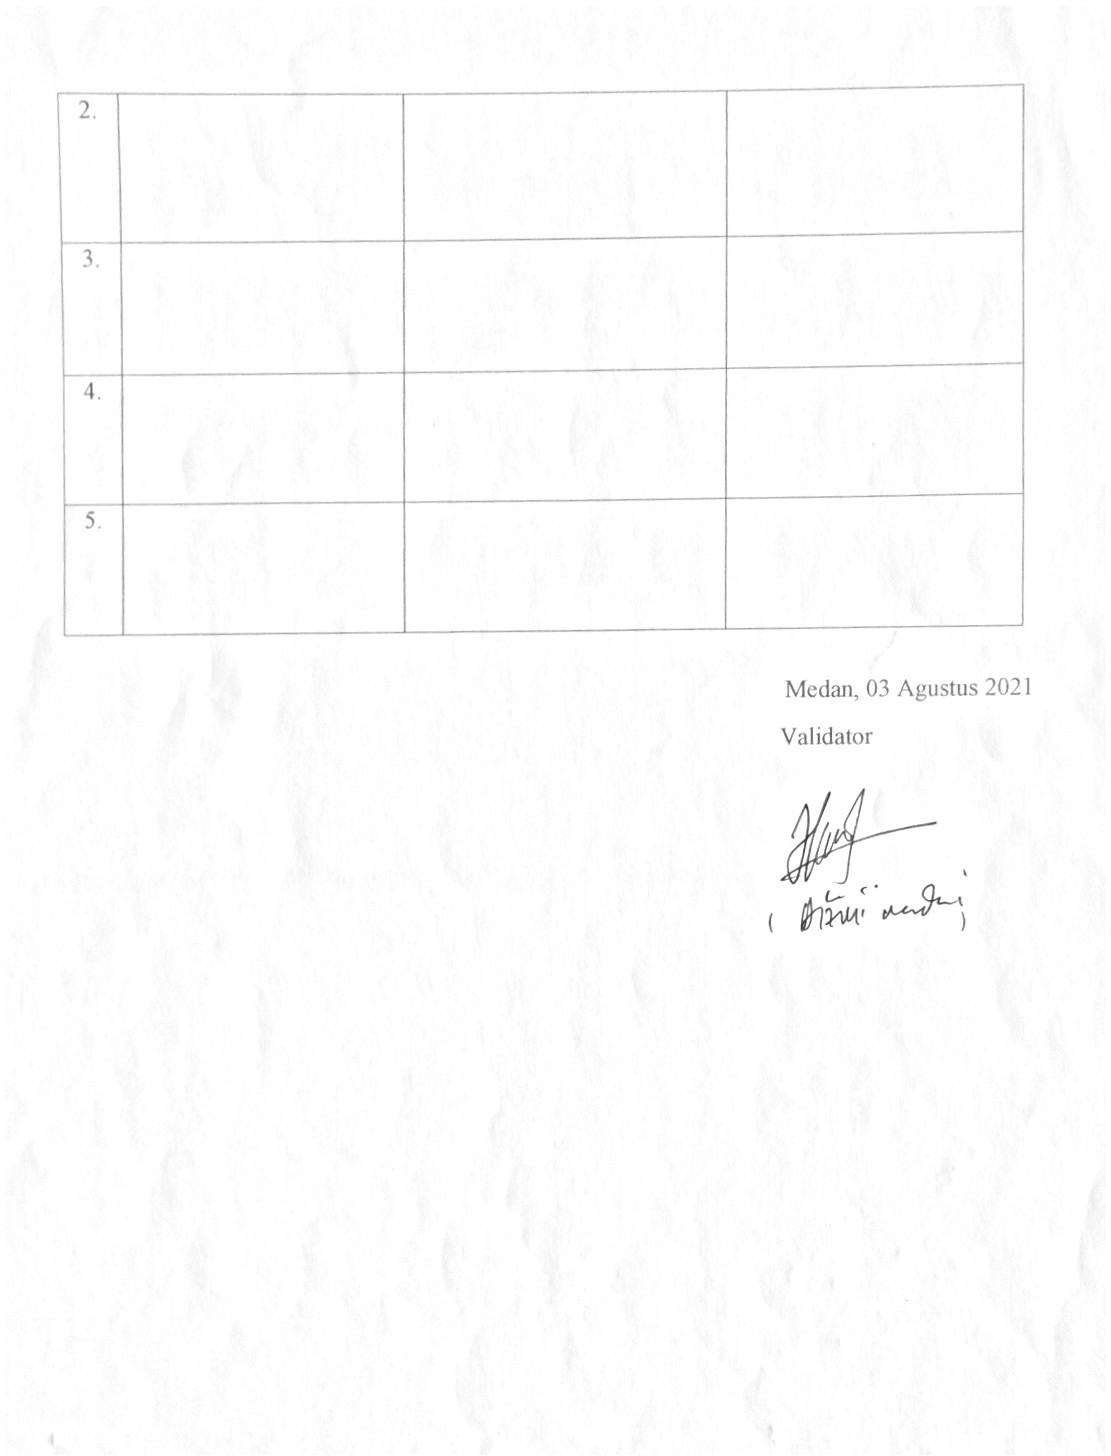 2.
3.
4.
5.
Medan, 03 Agustus 2021
Validator